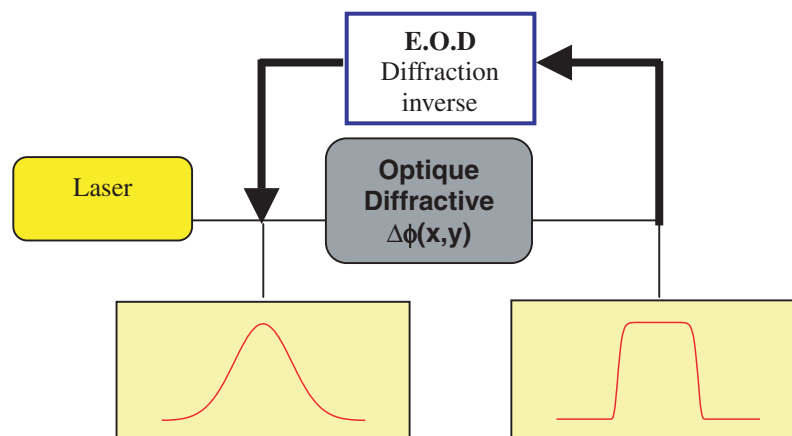 E.O.D
Diffraction
inverse
Laser
Optique
Diffractive
Δϕ(x,y)